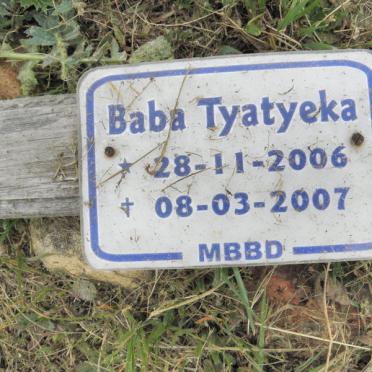 Baba Tyatyeka
★ 28-11-2006
✝ 08-03-2007
MBBD